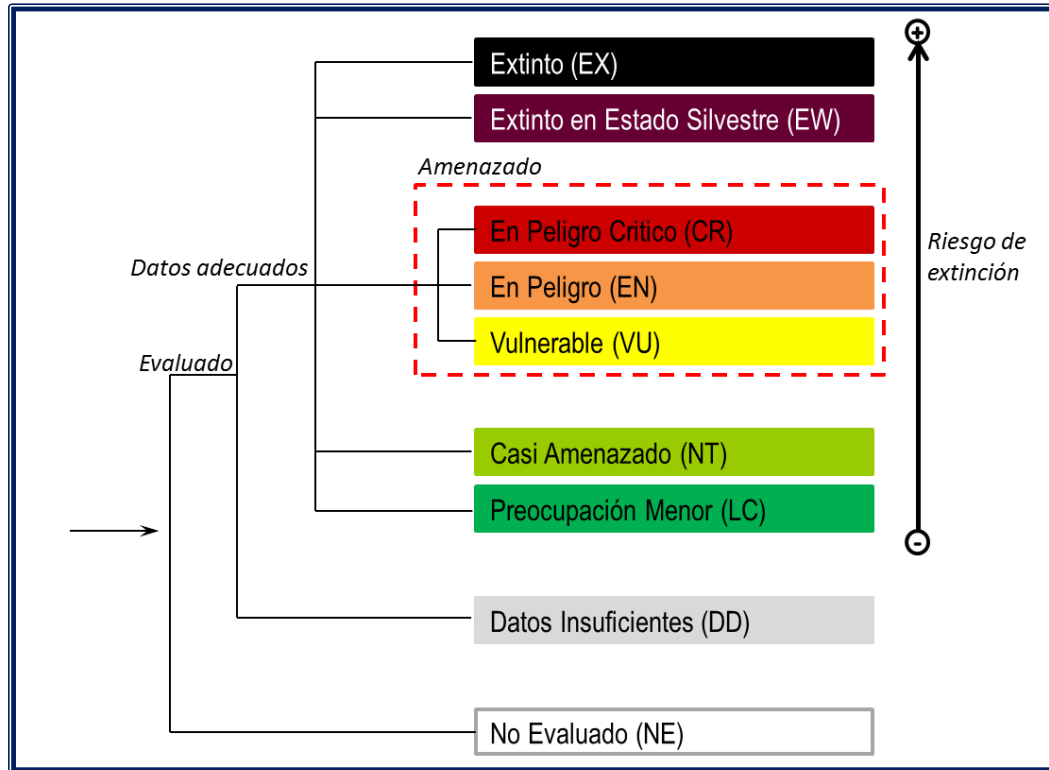 Extinto (EX)
Extinto en Estado Silvestre (EW)
Amenazado
En Peligro Critico (CR)
Riesgo de
extinción
Datos adecuados
En Peligro (EN)
Vulnerable (VU)
Evaluado
Casi Amenazado (NT)
Preocupación Menor (LC)
Datos Insuficientes (DD)
No Evaluado (NE)